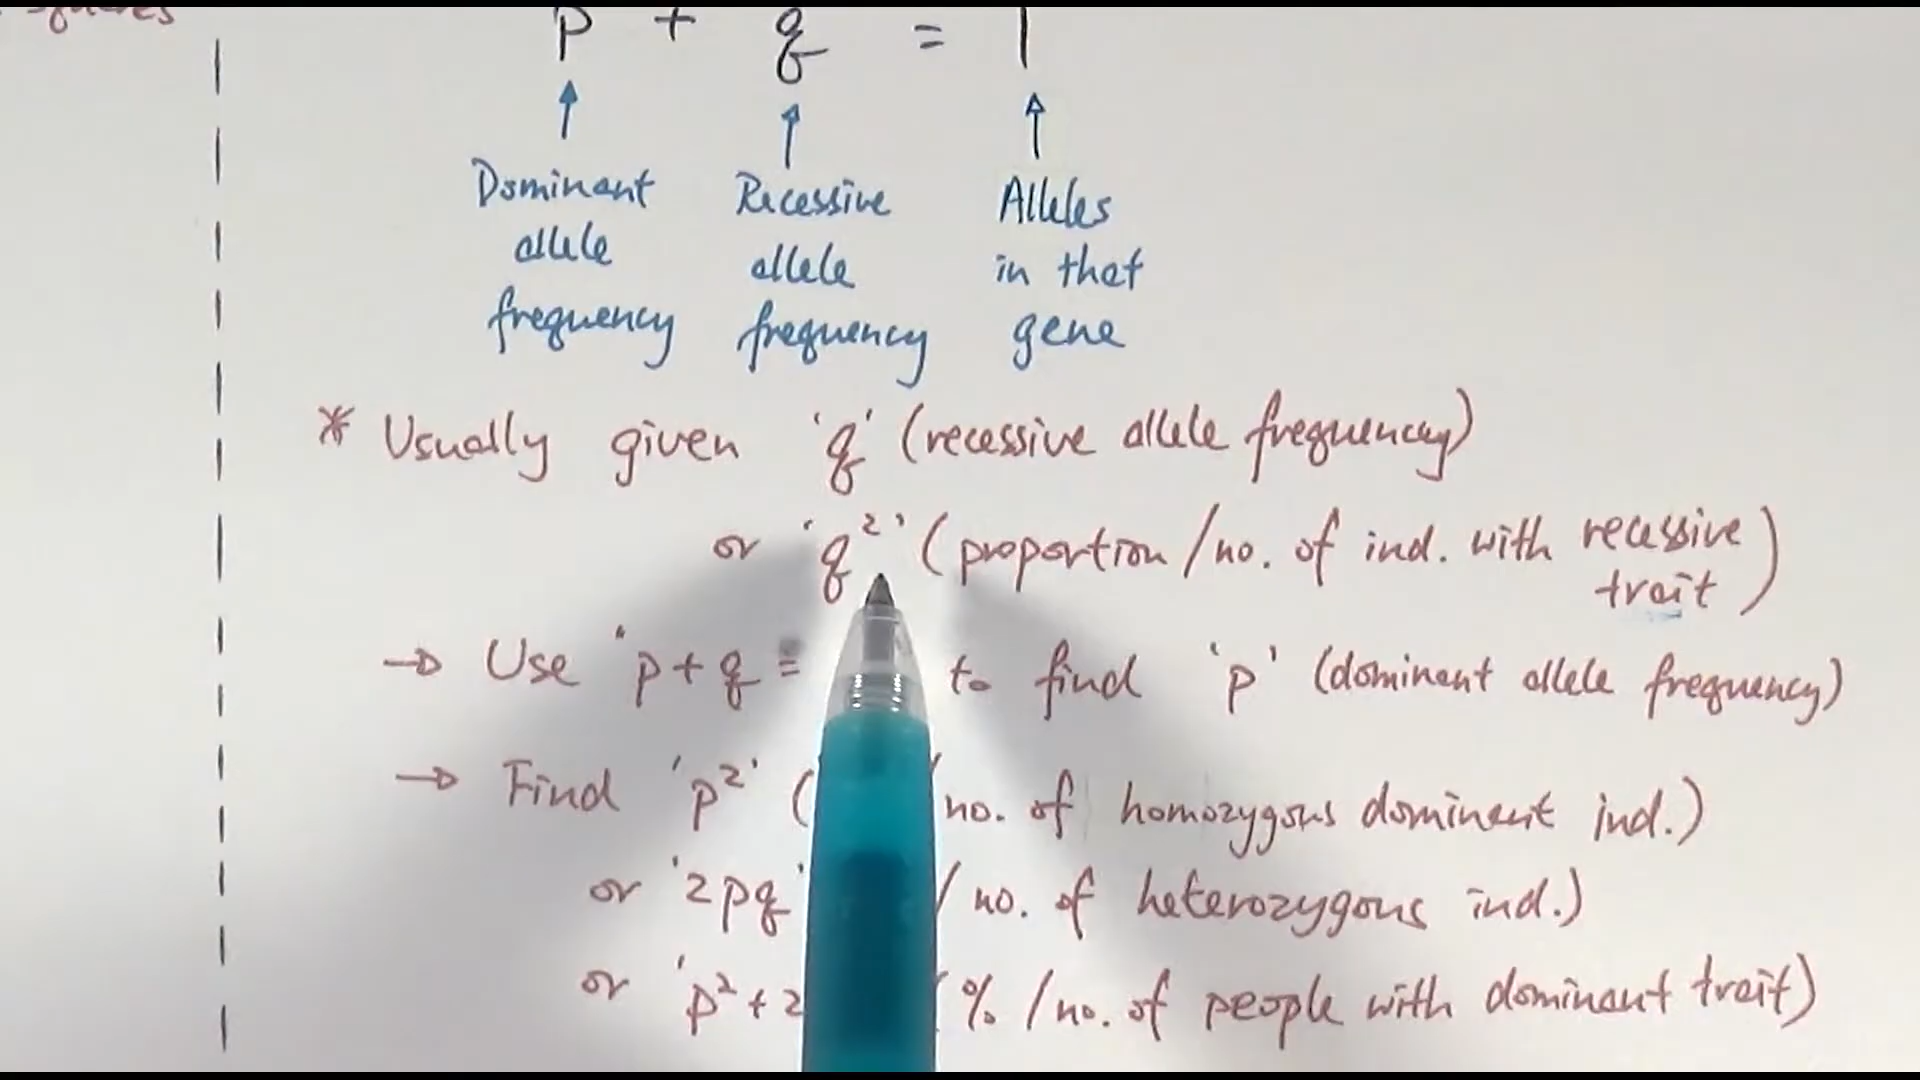 p + q = 1
Dominant allele frequency
Recessive allele frequency
Alleles in that gene
* Usually given 'q' (recessive allele frequency)
or 'q²' (proportion / no. of ind. with recessive trait)
→ Use "p + q = to find 'p' (dominant allele frequency)
→ Find 'p²' ( / no. of homozygous dominant ind.)
or '2pq' / no. of heterozygous ind.)
or 'p² + 2 (% / no. of people with dominant trait)